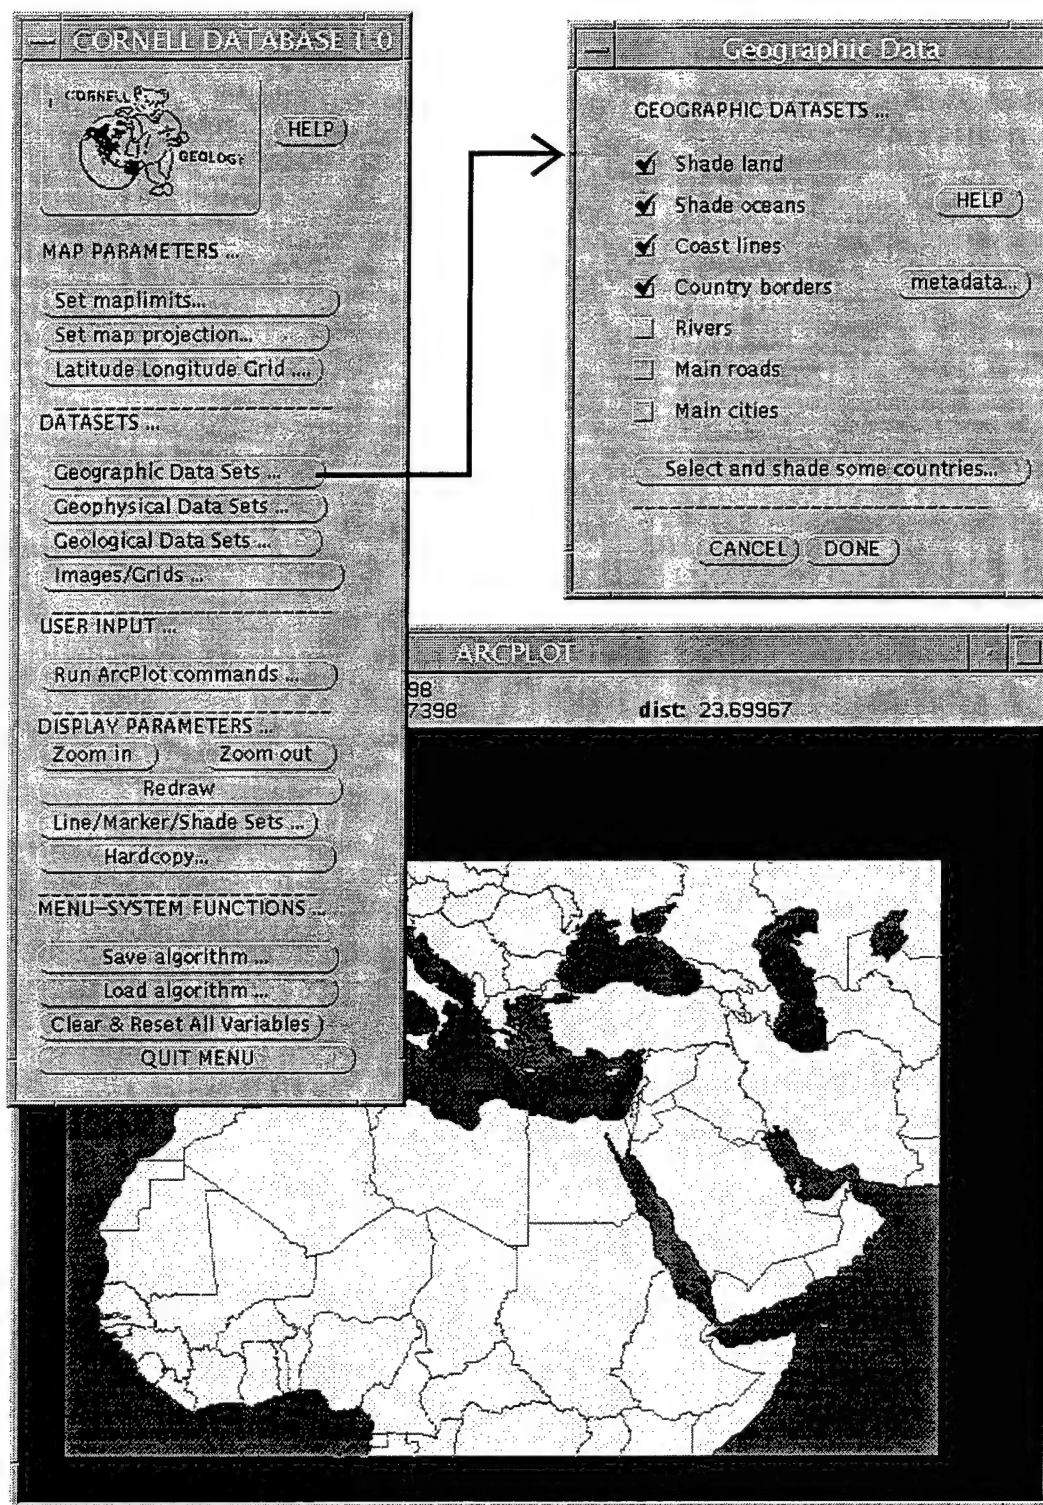 CORNELL DATABASE 1.0
CORNELL
GEOLOGY
HELP
MAP PARAMETERS ...
Set maplimits...
Set map projection...
Latitude Longitude Grid ....
DATASETS ...
Geographic Data Sets ...
Geophysical Data Sets ...
Geological Data Sets ...
Images/Grids ...
USER INPUT ...
Run ArcPlot commands ...
DISPLAY PARAMETERS ...
Zoom in
Zoom out
Redraw
Line/Marker/Shade Sets ...
Hardcopy...
MENU-SYSTEM FUNCTIONS ...
Save algorithm ...
Load algorithm ...
Clear & Reset All Variables
QUIT MENU
Geographic Data
GEOGRAPHIC DATASETS ...
Shade land
Shade oceans
HELP
Coast lines
Country borders
metadata...
Rivers
Main roads
Main cities
Select and shade some countries...
CANCEL
DONE
ARCPLOT
98
7398
dist: 23.69967